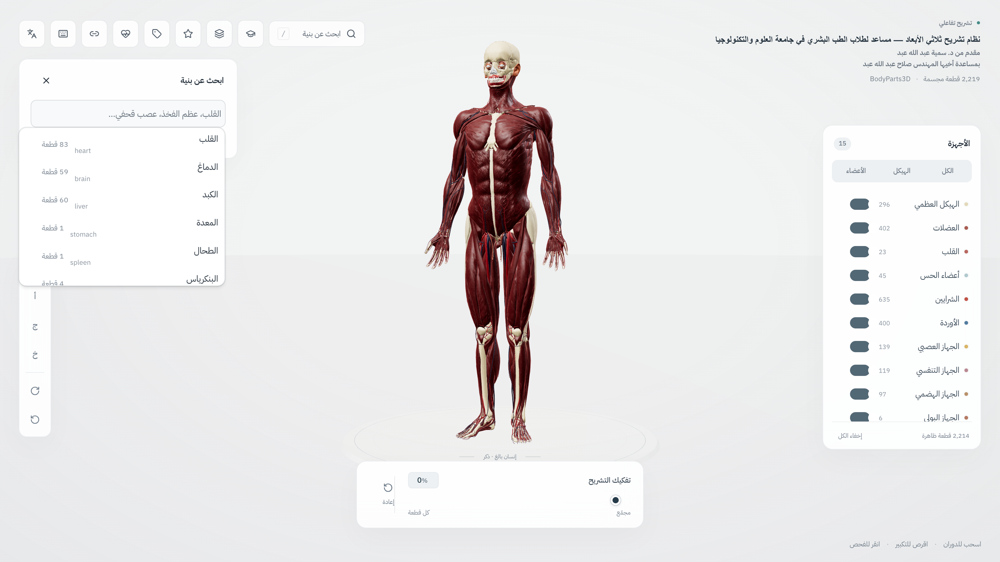 تشريح تفاعلي
نظام تشريح ثلاثي الأبعاد — مساعد لطلاب الطب البشري في جامعة العلوم والتكنولوجيا
مقدم من د. سمية عبد الله عبد
بمساعدة أخيها المهندس صلاح عبد الله عبد
2,219 قطعة مجسمة · BodyParts3D
ابحث عن بنية /
ابحث عن بنية
القلب، عظم الفخذ، عصب قحفي...
القلب
heart
83 قطعة
الدماغ
brain
59 قطعة
الكبد
liver
60 قطعة
المعدة
stomach
1 قطعة
الطحال
spleen
1 قطعة
البنكرياس
4 قطعة
أ
ج
خ
الأجهزة 15
الكل الهيكل الأعضاء
الهيكل العظمي 296
العضلات 402
القلب 23
أعضاء الحس 45
الشرايين 635
الأوردة 400
الجهاز العصبي 139
الجهاز التنفسي 119
الجهاز الهضمي 97
الجهاز البولي 6
2,214 قطعة ظاهرة إخفاء الكل
إنسان بالغ · ذكر
تفكيك التشريح 0%
مجمّع كل قطعة
إعادة
اسحب للدوران · اقرص للتكبير · انقر للفحص